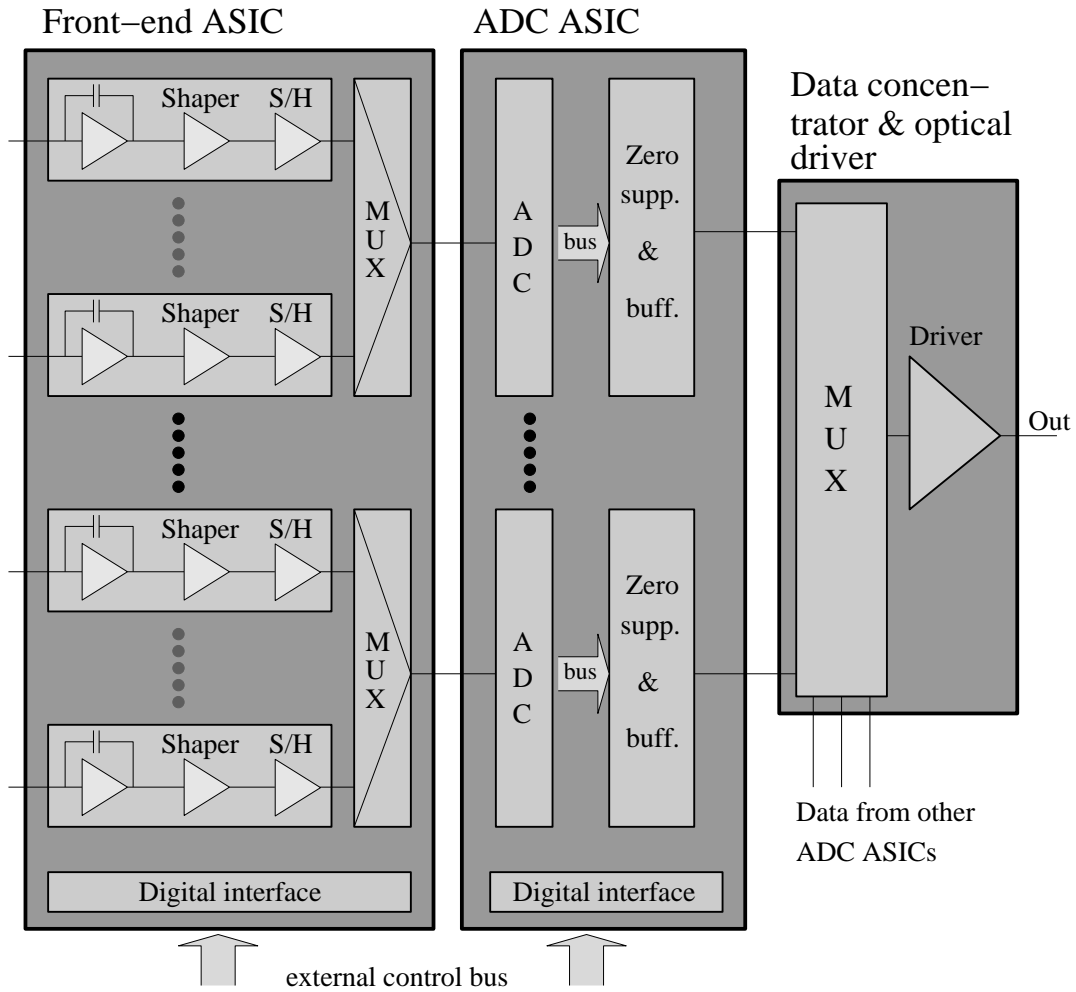 Front−end ASIC
ADC ASIC
Data concen−
trator & optical
driver
Shaper S/H
Shaper S/H
Shaper S/H
Shaper S/H
M
U
X
M
U
X
Digital interface
A
D
C
bus
Zero
supp.
&
buff.
A
D
C
bus
Zero
supp.
&
buff.
Digital interface
M
U
X
Driver
Out
Data from other
ADC ASICs
external control bus